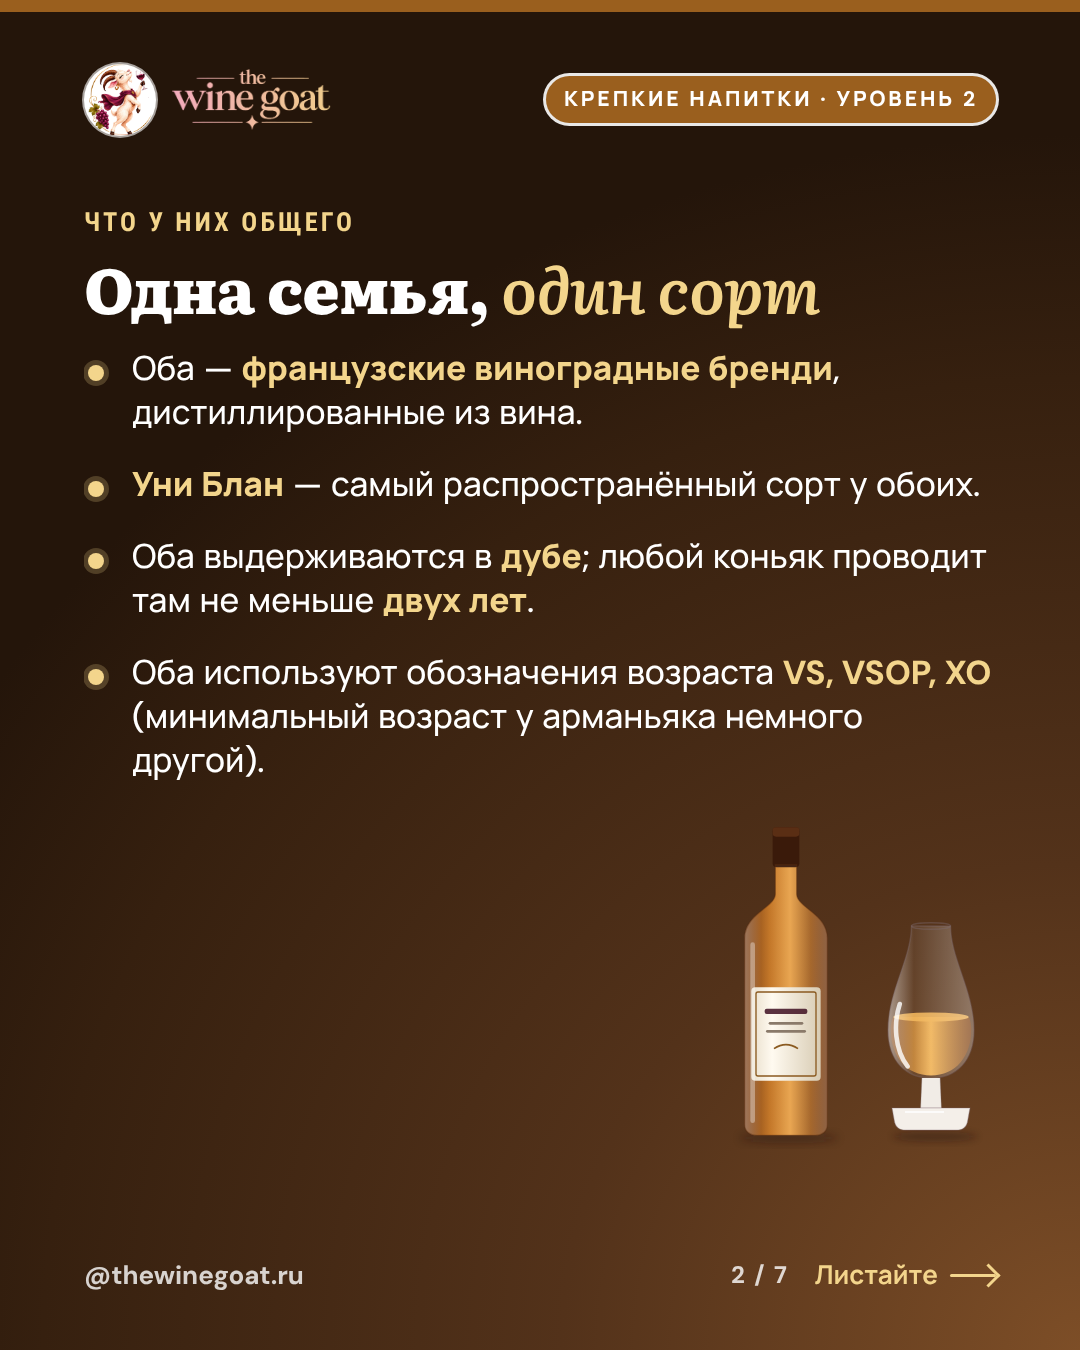 the
wine goat
КРЕПКИЕ НАПИТКИ · УРОВЕНЬ 2
ЧТО У НИХ ОБЩЕГО
Одна семья, один сорт
Оба — французские виноградные бренди,
дистиллированные из вина.
Уни Блан — самый распространённый сорт у обоих.
Оба выдерживаются в дубе; любой коньяк проводит
там не меньше двух лет.
Оба используют обозначения возраста VS, VSOP, XO
(минимальный возраст у арманьяка немного
другой).
@thewinegoat.ru
2 / 7 Листайте